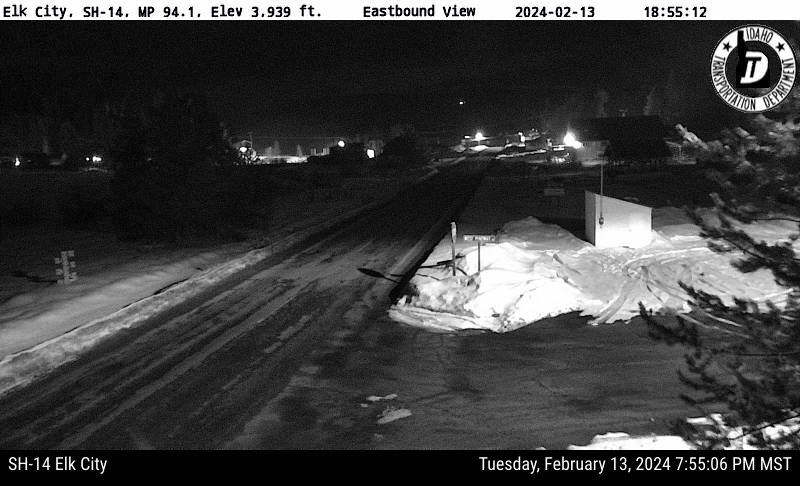 Elk City, SH-14, MP 94.1, Elev 3,939 ft. Eastbound View 2024-02-13 18:55:12
IDAHO
TRANSPORTATION DEPARTMENT
SH-14 Elk City Tuesday, February 13, 2024 7:55:06 PM MST